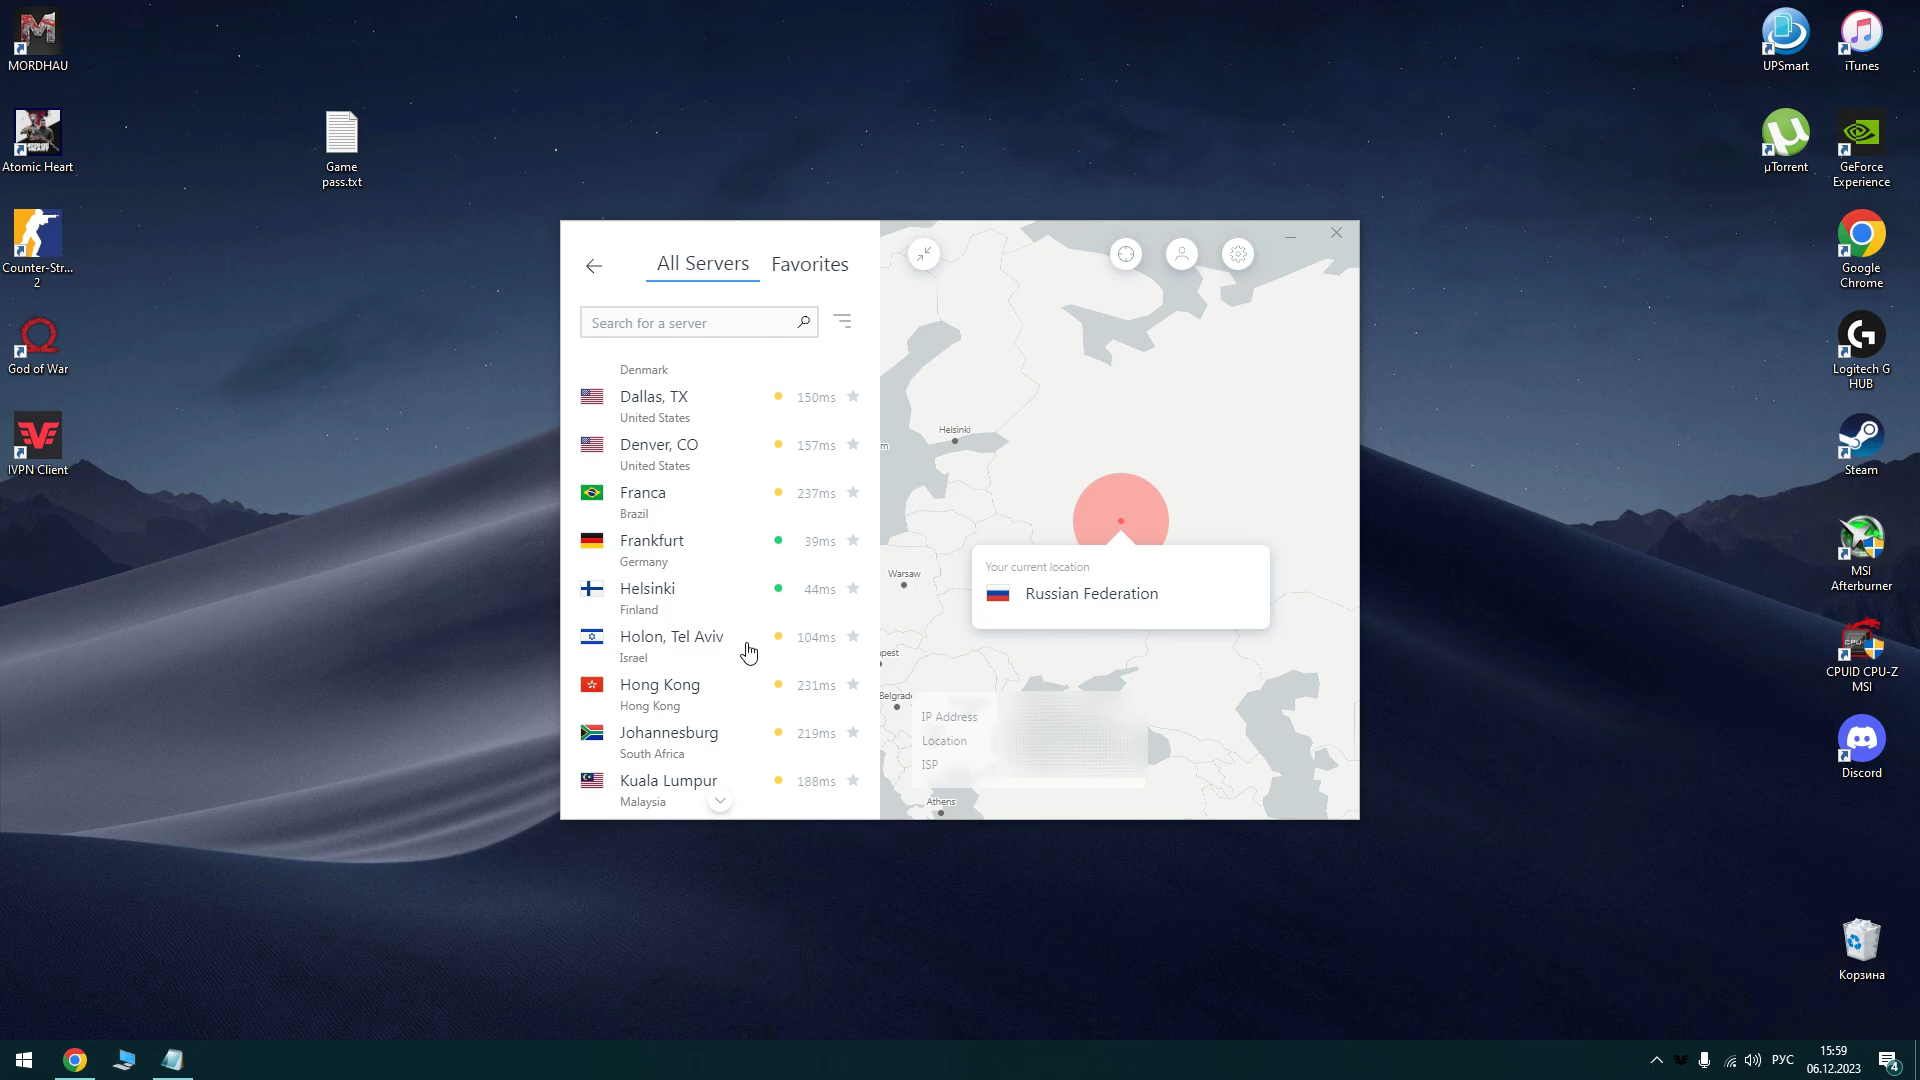 MORDHAU
Atomic Heart
Counter-Str...
2
God of War
IVPN Client
Game
pass.txt
UPSmart
iTunes
µTorrent
GeForce
Experience
Google
Chrome
Logitech G
HUB
Steam
MSI
Afterburner
CPUID CPU-Z
MSI
Discord
Корзина
All Servers
Favorites
Search for a server
Denmark
Dallas, TX
150ms
United States
Denver, CO
157ms
United States
Franca
237ms
Brazil
Frankfurt
39ms
Germany
Helsinki
44ms
Finland
Holon, Tel Aviv
104ms
Israel
Hong Kong
231ms
Hong Kong
Johannesburg
219ms
South Africa
Kuala Lumpur
188ms
Malaysia
Helsinki
m
Warsaw
Your current location
Russian Federation
pest
Belgrade
IP Address
Location
ISP
Athens
РУС
15:59
06.12.2023
4